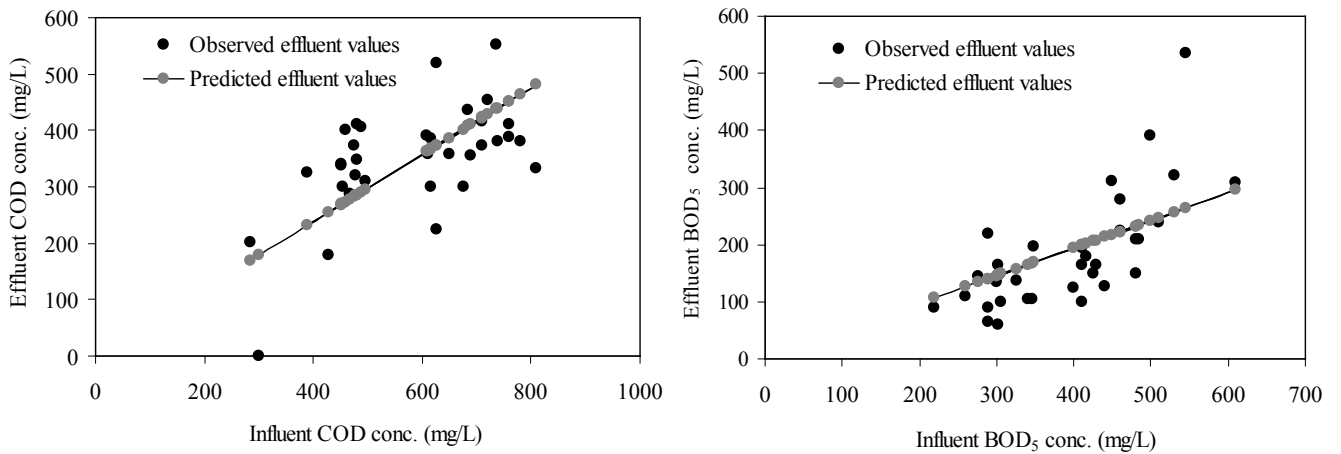 Effluent COD conc. (mg/L)
600
500
400
300
200
100
0
Observed effluent values
Predicted effluent values
0 200 400 600 800 1000
Influent COD conc. (mg/L)
Effluent BOD5 conc. (mg/L)
600
500
400
300
200
100
0
Observed effluent values
Predicted effluent values
0 100 200 300 400 500 600 700
Influent BOD5 conc. (mg/L)